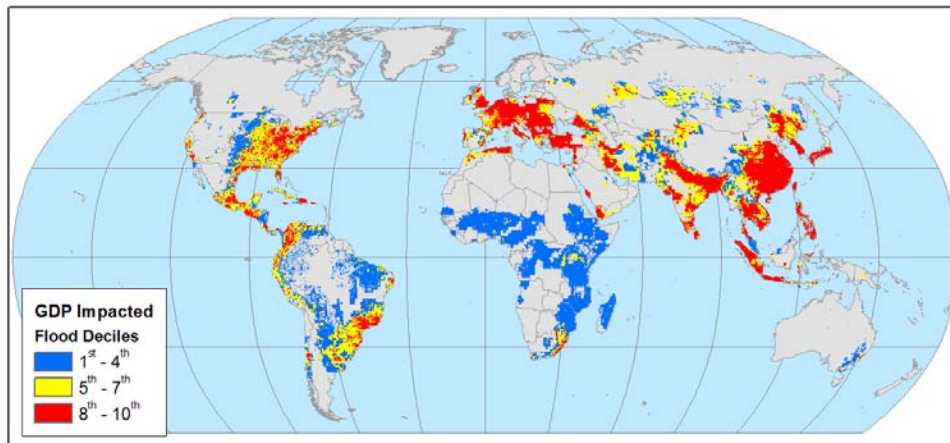 GDP Impacted
Flood Deciles
1st - 4th
5th - 7th
8th - 10th